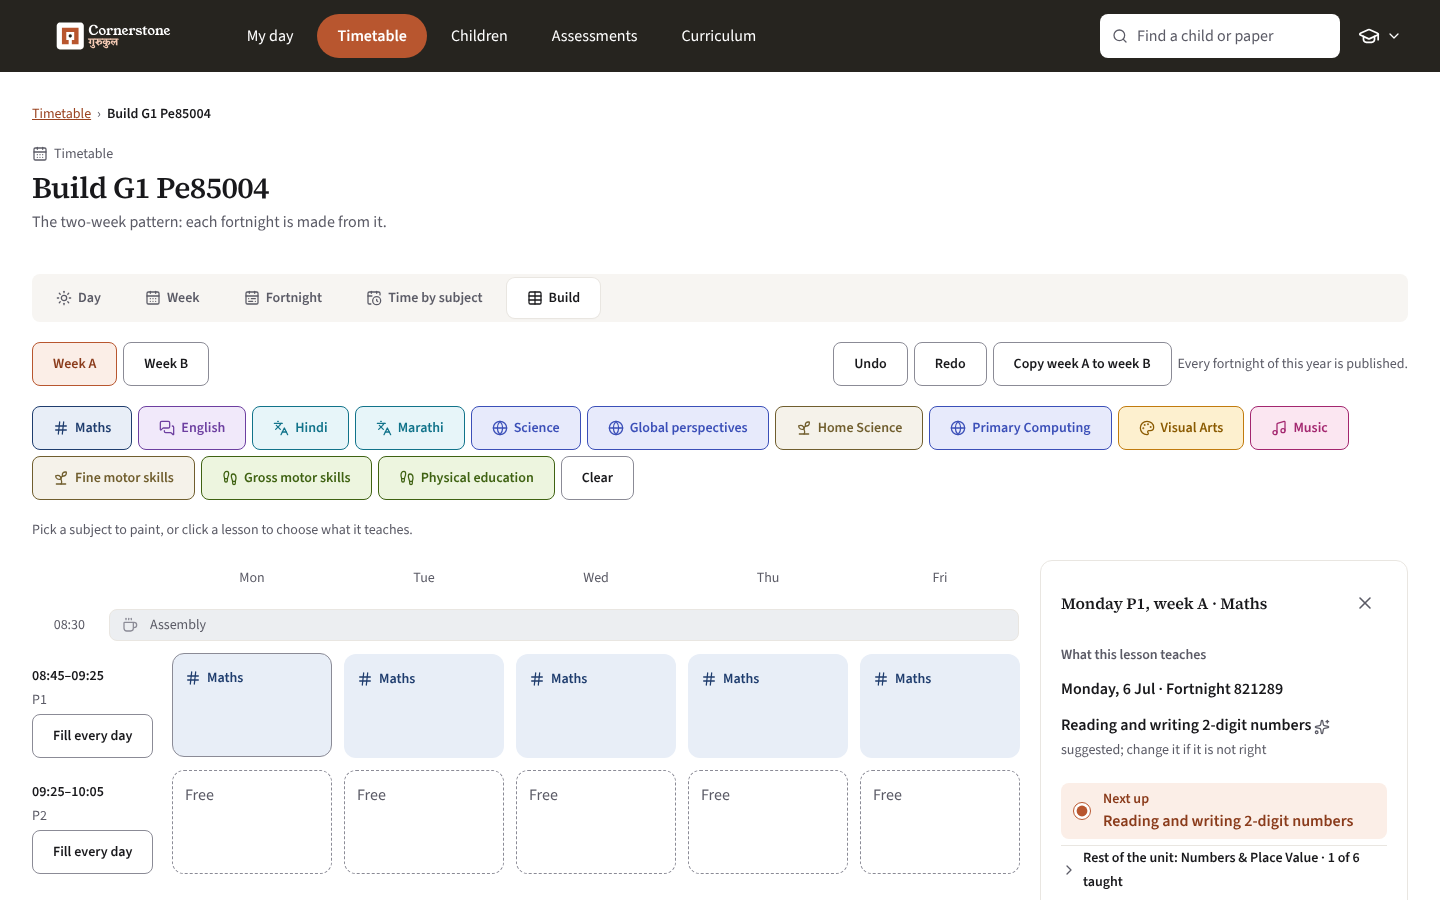 Cornerstone
गुरुकुल
My day
Timetable
Children
Assessments
Curriculum
Find a child or paper
Timetable › Build G1 Pe85004
Timetable
Build G1 Pe85004
The two-week pattern: each fortnight is made from it.
Day
Week
Fortnight
Time by subject
Build
Week A
Week B
Undo
Redo
Copy week A to week B
Every fortnight of this year is published.
Maths
English
Hindi
Marathi
Science
Global perspectives
Home Science
Primary Computing
Visual Arts
Music
Fine motor skills
Gross motor skills
Physical education
Clear
Pick a subject to paint, or click a lesson to choose what it teaches.
Mon
Tue
Wed
Thu
Fri
08:30
Assembly
08:45–09:25
P1
Fill every day
Maths
Maths
Maths
Maths
Maths
09:25–10:05
P2
Fill every day
Free
Free
Free
Free
Free
Monday P1, week A · Maths
What this lesson teaches
Monday, 6 Jul · Fortnight 821289
Reading and writing 2-digit numbers
suggested; change it if it is not right
Next up
Reading and writing 2-digit numbers
Rest of the unit: Numbers & Place Value · 1 of 6
taught